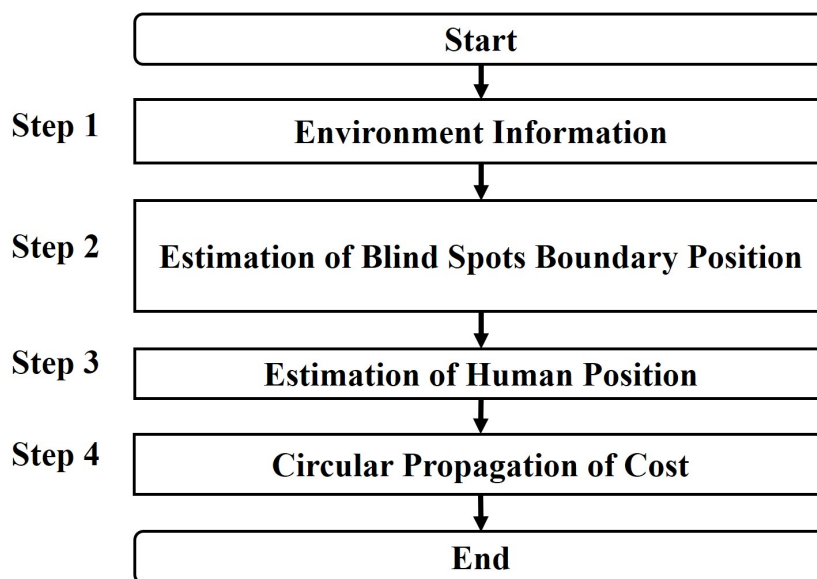 Start
Step 1
Environment Information
Step 2
Estimation of Blind Spots Boundary Position
Step 3
Estimation of Human Position
Step 4
Circular Propagation of Cost
End